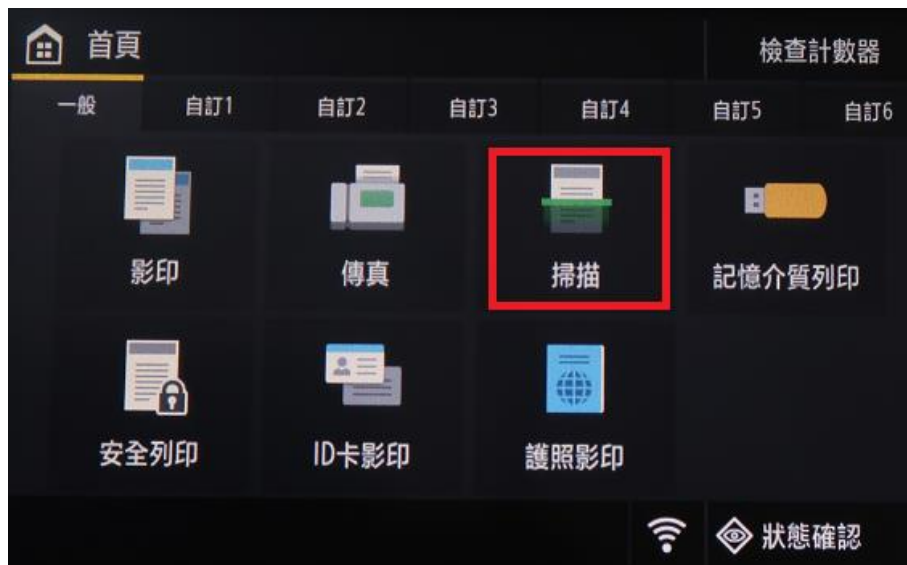 首頁
檢查計數器
一般 自訂1 自訂2 自訂3 自訂4 自訂5 自訂6
影印 傳真 掃描 記憶介質列印
安全列印 ID卡影印 護照影印
狀態確認